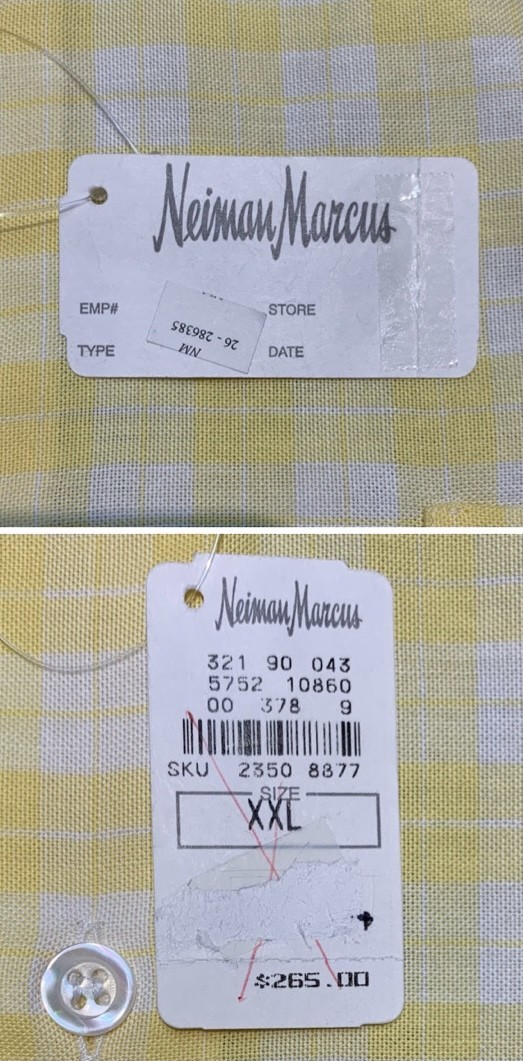 Neiman Marcus
EMP#
STORE
26 - 286385
NM
TYPE
DATE
Neiman Marcus
321 90 043
5752 10860
00 378 9
SKU 2350 8877
SIZE
XXL
$265.00